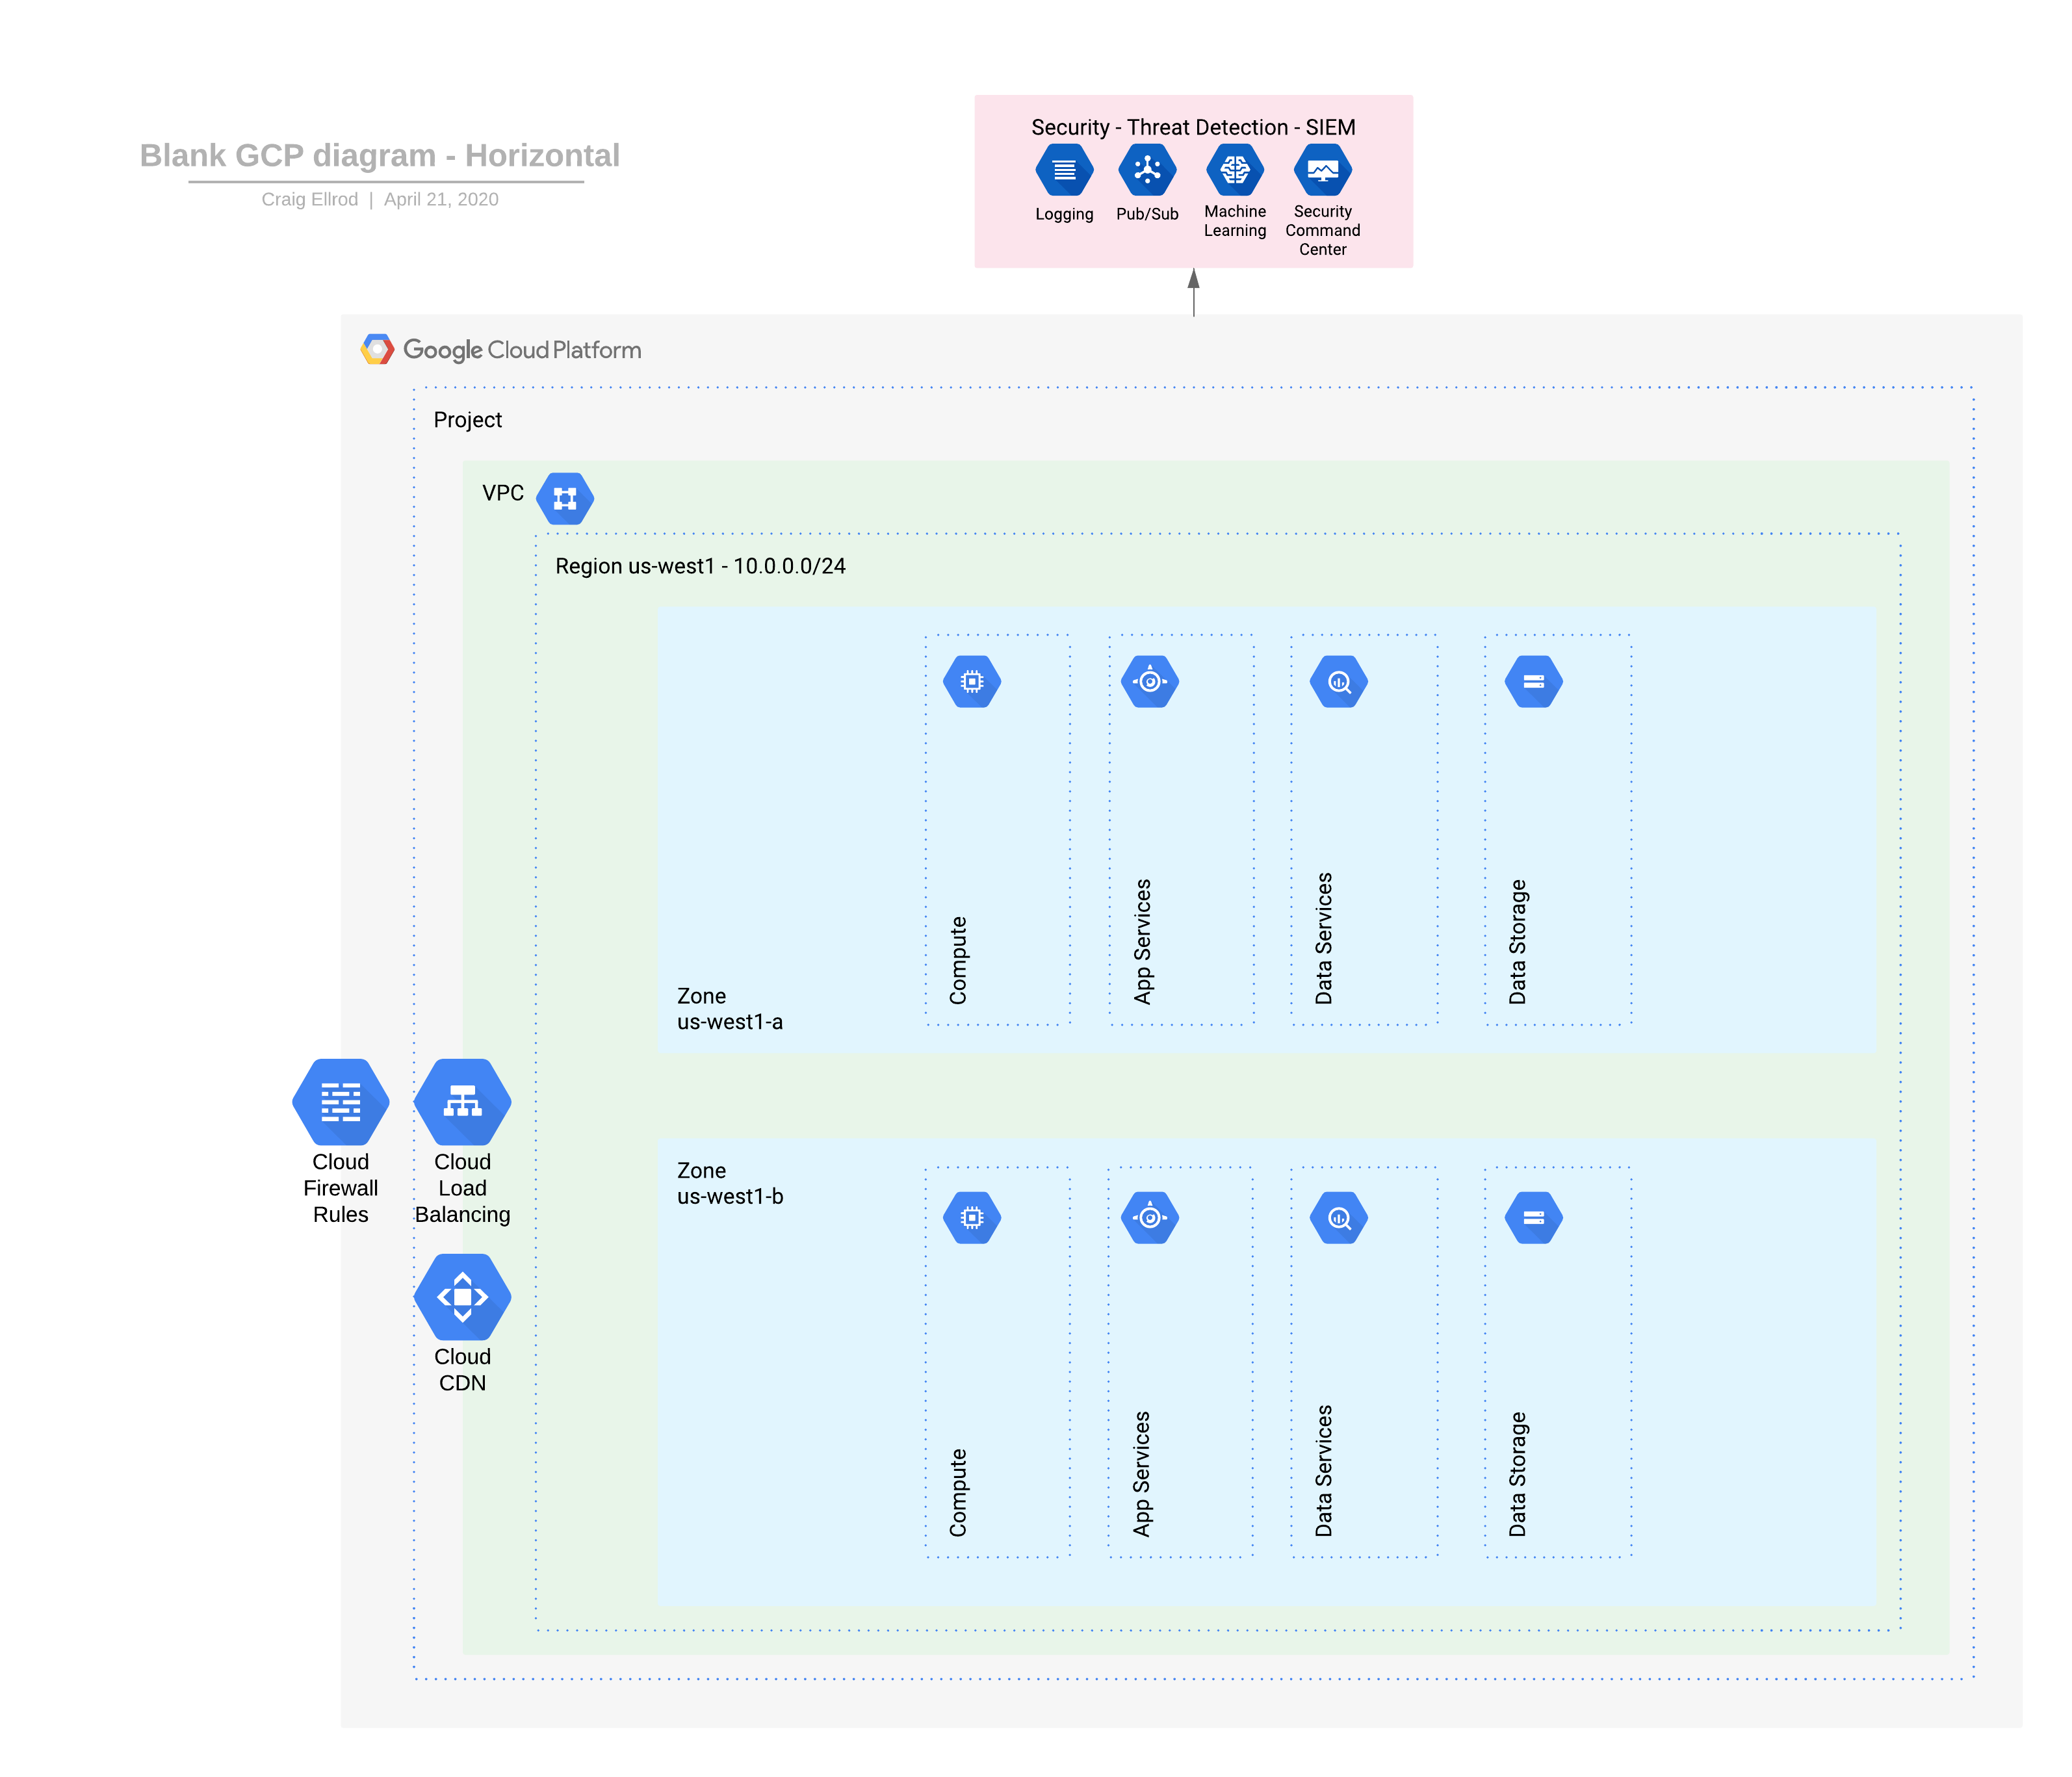 Blank GCP diagram - Horizontal
Craig Ellrod | April 21, 2020
Security - Threat Detection - SIEM
Logging
Pub/Sub
Machine
Learning
Security
Command
Center
Google Cloud Platform
Project
VPC
Region us-west1 - 10.0.0.0/24
Compute
App Services
Data Services
Data Storage
Zone
us-west1-a
Cloud
Firewall
Rules
Cloud
Load
Balancing
Cloud
CDN
Zone
us-west1-b
Compute
App Services
Data Services
Data Storage